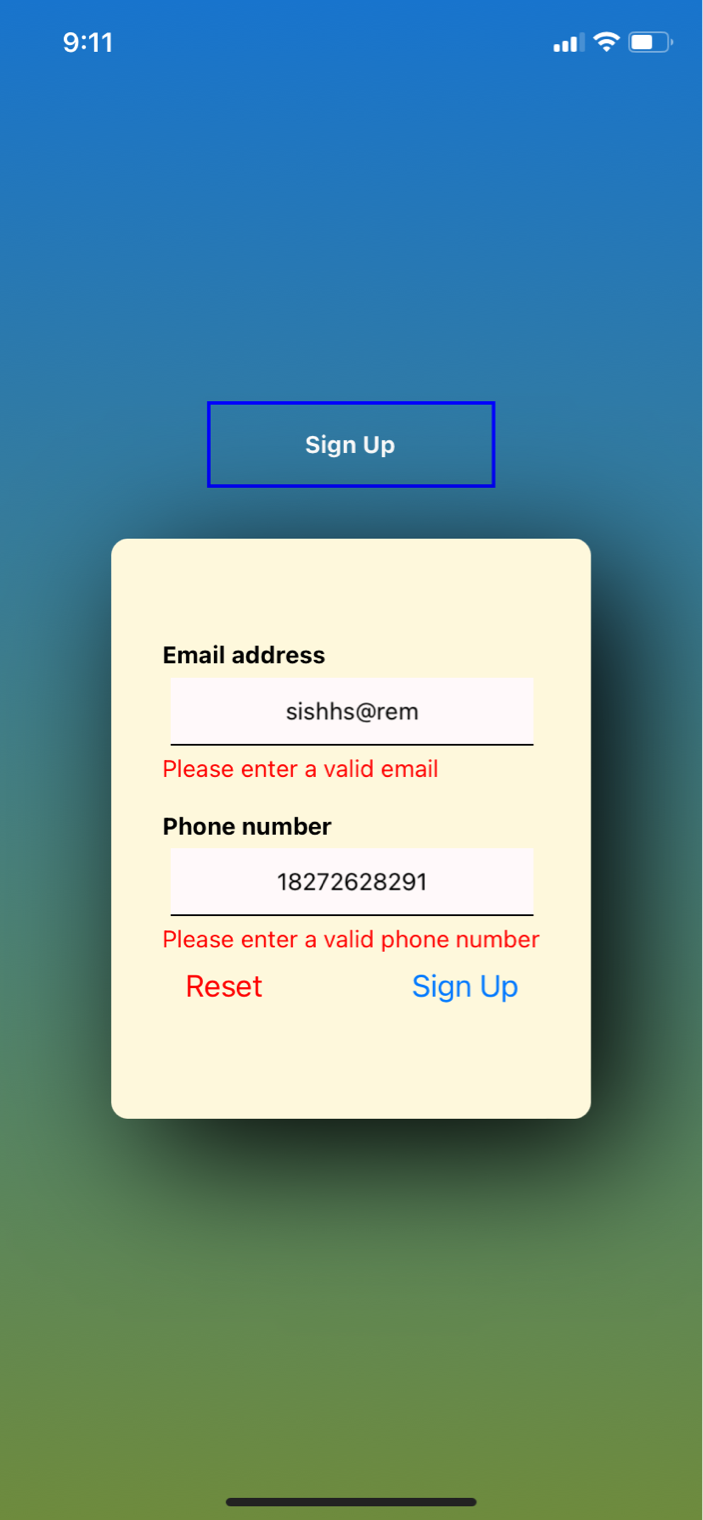 9:11
Sign Up
Email address
sishhs@rem
Please enter a valid email
Phone number
18272628291
Please enter a valid phone number
Reset Sign Up